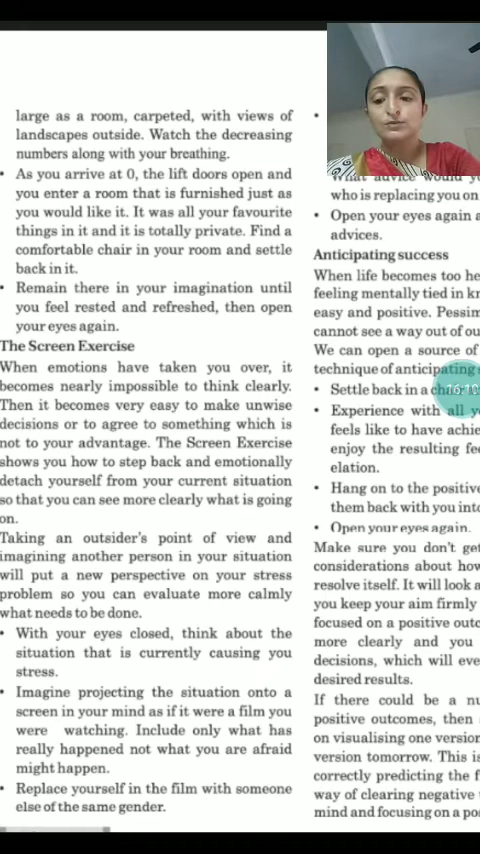 large as a room, carpeted, with views of
landscapes outside. Watch the decreasing
numbers along with your breathing.
• As you arrive at 0, the lift doors open and
you enter a room that is furnished just as
you would like it. It was all your favourite
things in it and it is totally private. Find a
comfortable chair in your room and settle
back in it.
• Remain there in your imagination until
you feel rested and refreshed, then open
your eyes again.
The Screen Exercise
When emotions have taken you over, it
becomes nearly impossible to think clearly.
Then it becomes very easy to make unwise
decisions or to agree to something which is
not to your advantage. The Screen Exercise
shows you how to step back and emotionally
detach yourself from your current situation
so that you can see more clearly what is going
on.
Taking an outsider's point of view and
imagining another person in your situation
will put a new perspective on your stress
problem so you can evaluate more calmly
what needs to be done.
• With your eyes closed, think about the
situation that is currently causing you
stress.
• Imagine projecting the situation onto a
screen in your mind as if it were a film you
were watching. Include only what has
really happened not what you are afraid
might happen.
• Replace yourself in the film with someone
else of the same gender.
•
What advice would
who is replacing you on
• Open your eyes again
advices.
Anticipating success
When life becomes too
feeling mentally tied in
easy and positive.
cannot see a way out of
We can open a source of
technique of anticipating
• Settle back in a
• Experience with all
feels like to have
enjoy the resulting
elation.
• Hang on to the positive
them back with you
• Open your eyes again.
Make sure you don't get
considerations about how
resolve itself. It will look
you keep your aim firmly
focused on a positive
more clearly and you
decisions, which will
desired results.
If there could be a
positive outcomes, then
on visualising one version
version tomorrow. This is
correctly predicting the
way of clearing negative
mind and focusing on a